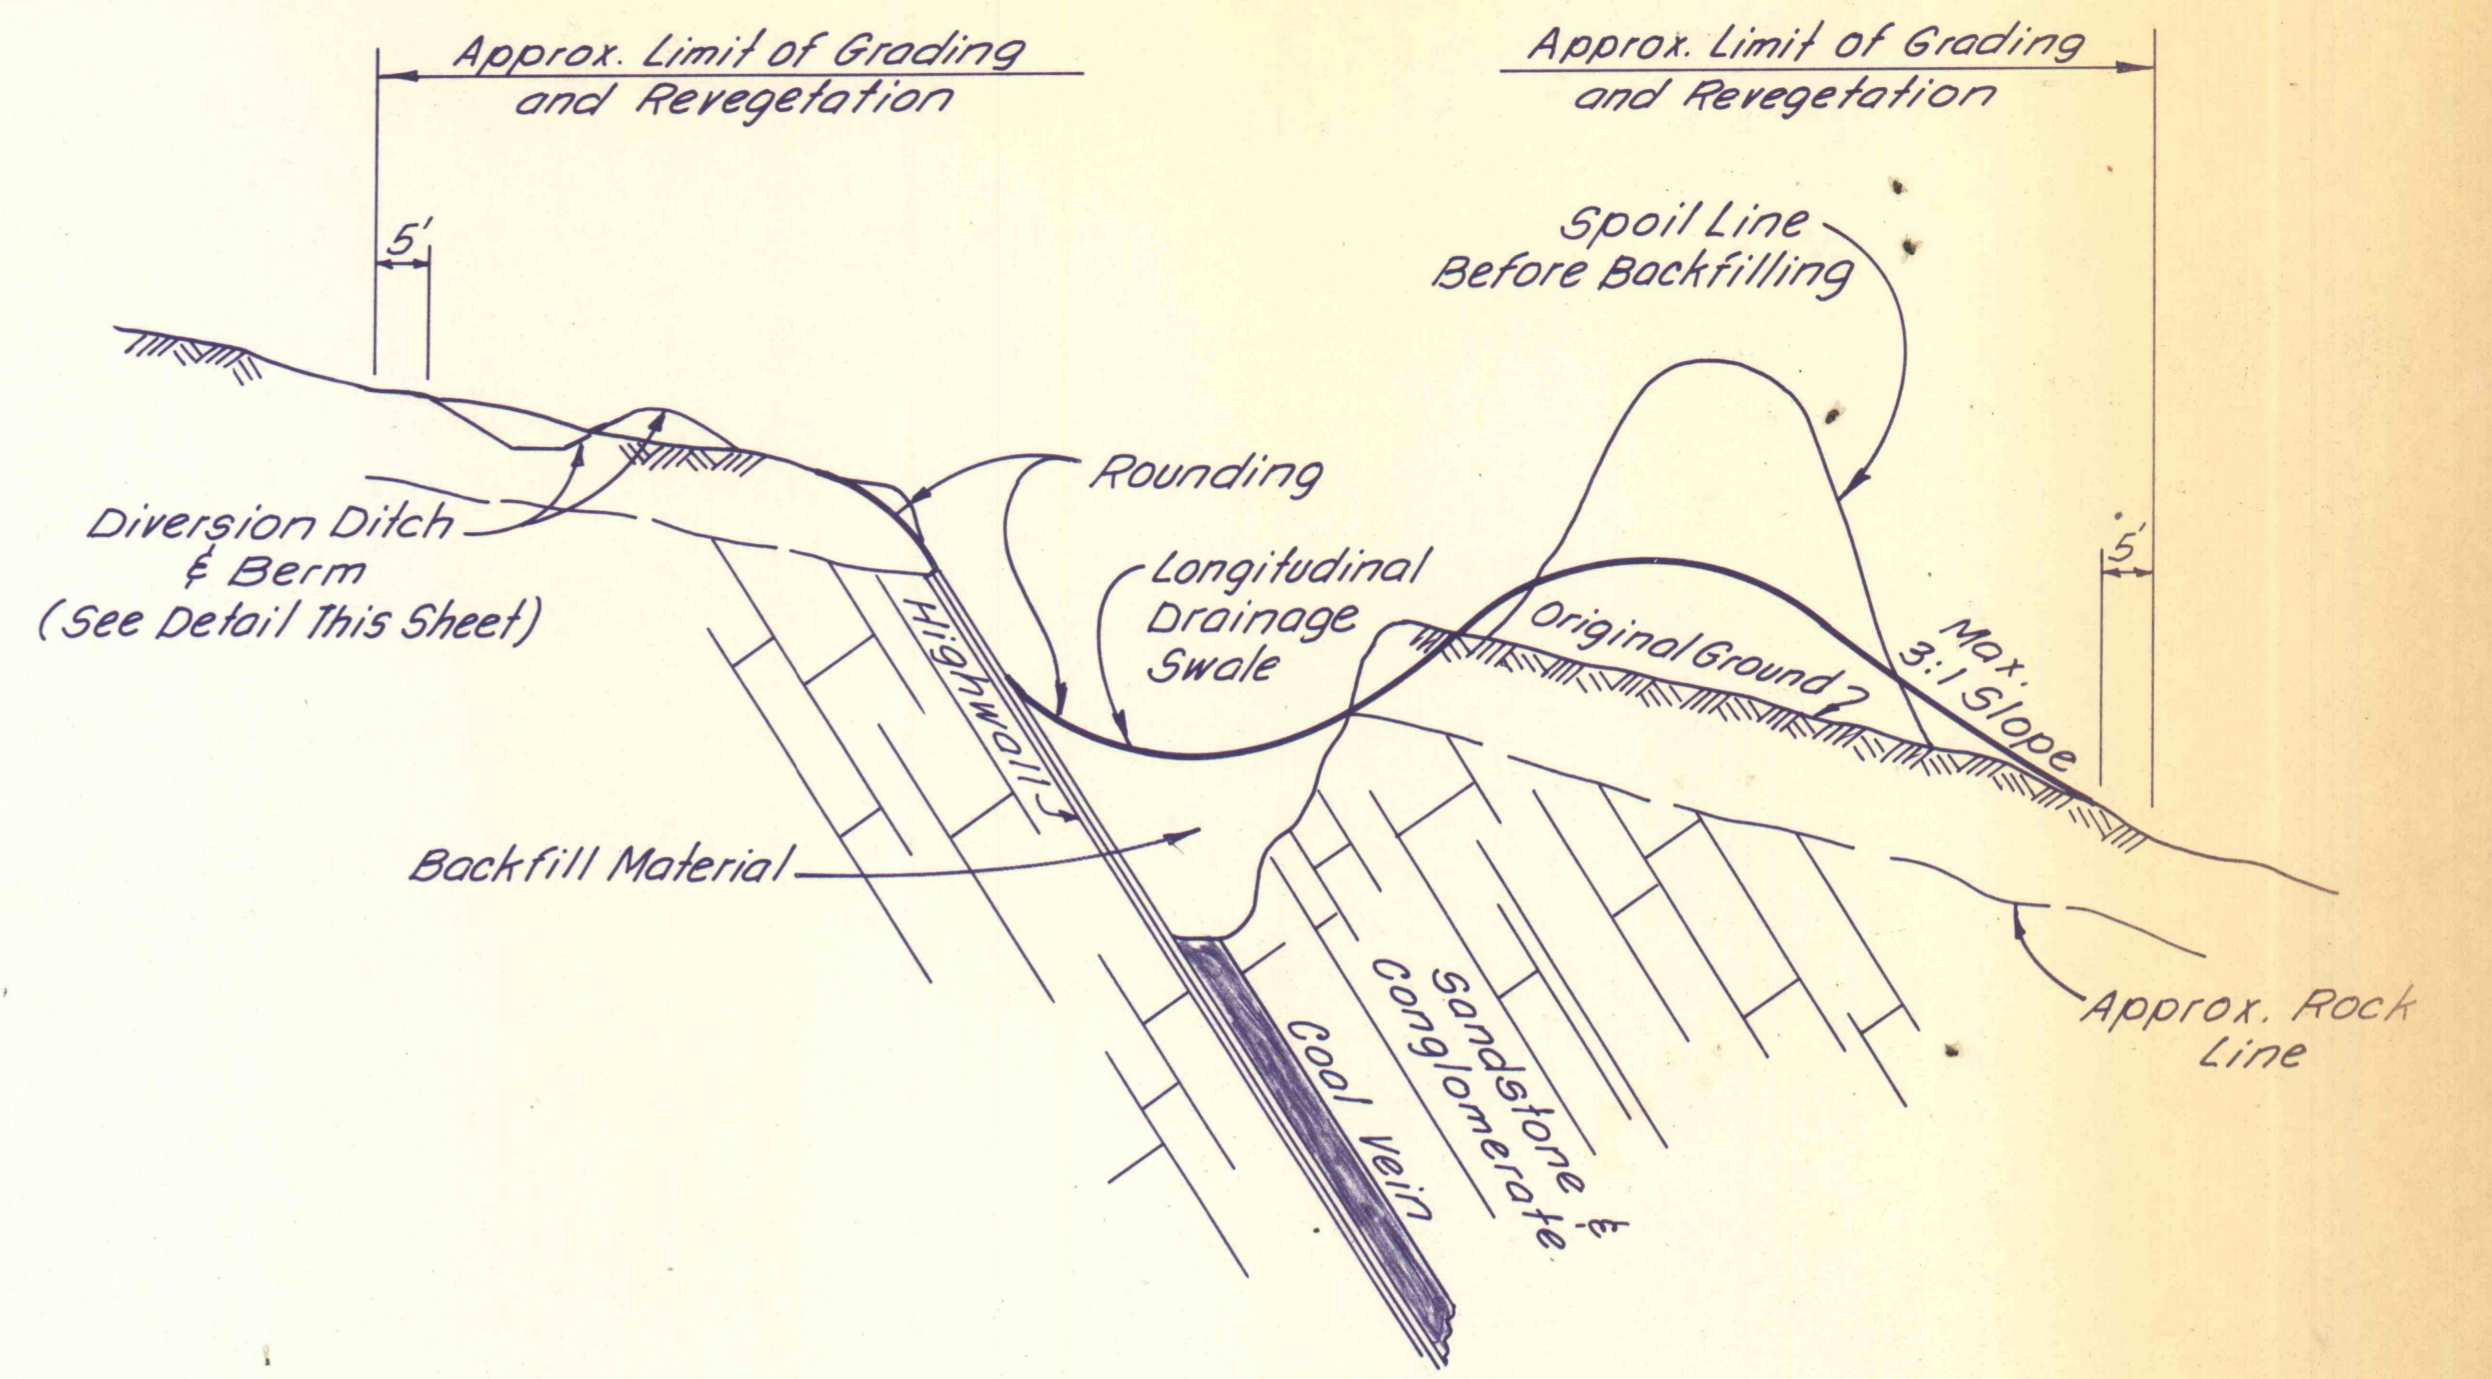 Approx. Limit of Grading
and Revegetation
Approx. Limit of Grading
and Revegetation
5'
Spoil Line
Before Backfilling
Rounding
Diversion Ditch
& Berm
(See Detail This Sheet)
Longitudinal
Drainage
Swale
Highwall
Original Ground
Max.
3:1 Slope
5'
Backfill Material
Coal Vein
Sandstone &
Conglomerate
Approx. Rock
Line